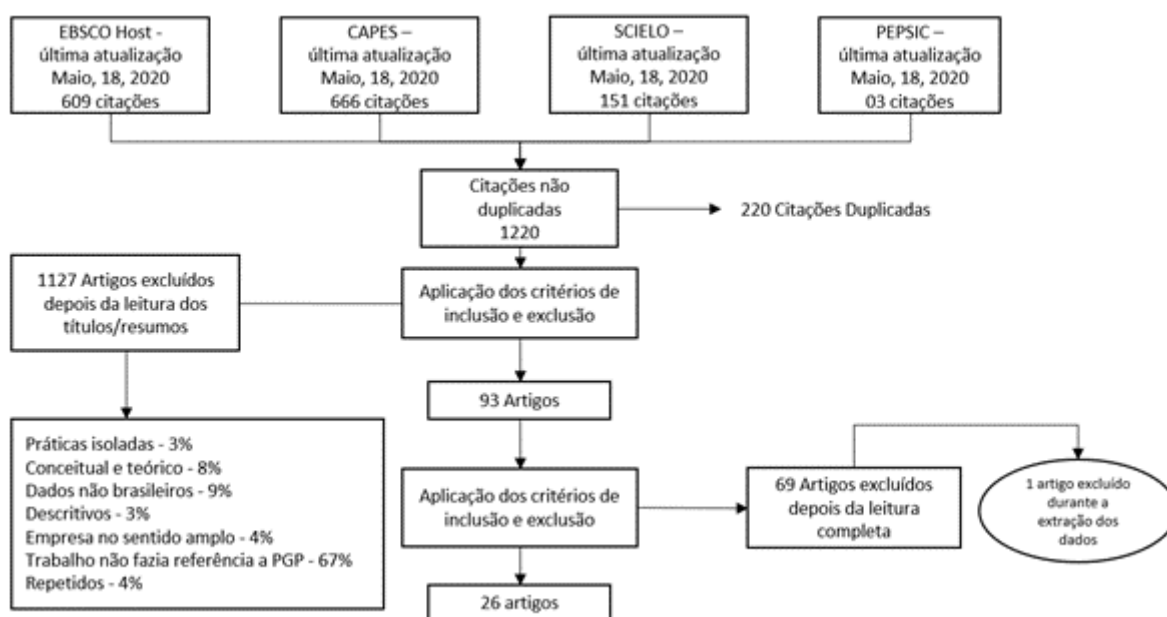 EBSCO Host -
última atualização
Maio, 18, 2020
609 citações
CAPES –
última atualização
Maio, 18, 2020
666 citações
SCIELO –
última atualização
Maio, 18, 2020
151 citações
PEPSIC –
última atualização
Maio, 18, 2020
03 citações
Citações não
duplicadas
1220
220 Citações Duplicadas
1127 Artigos excluídos
depois da leitura dos
títulos/resumos
Aplicação dos critérios de
inclusão e exclusão
93 Artigos
Práticas isoladas - 3%
Conceitual e teórico - 8%
Dados não brasileiros - 9%
Descritivos - 3%
Empresa no sentido amplo - 4%
Trabalho não fazia referência a PGP - 67%
Repetidos - 4%
Aplicação dos critérios de
inclusão e exclusão
69 Artigos excluídos
depois da leitura
completa
1 artigo excluído
durante a
extração dos
dados
26 artigos